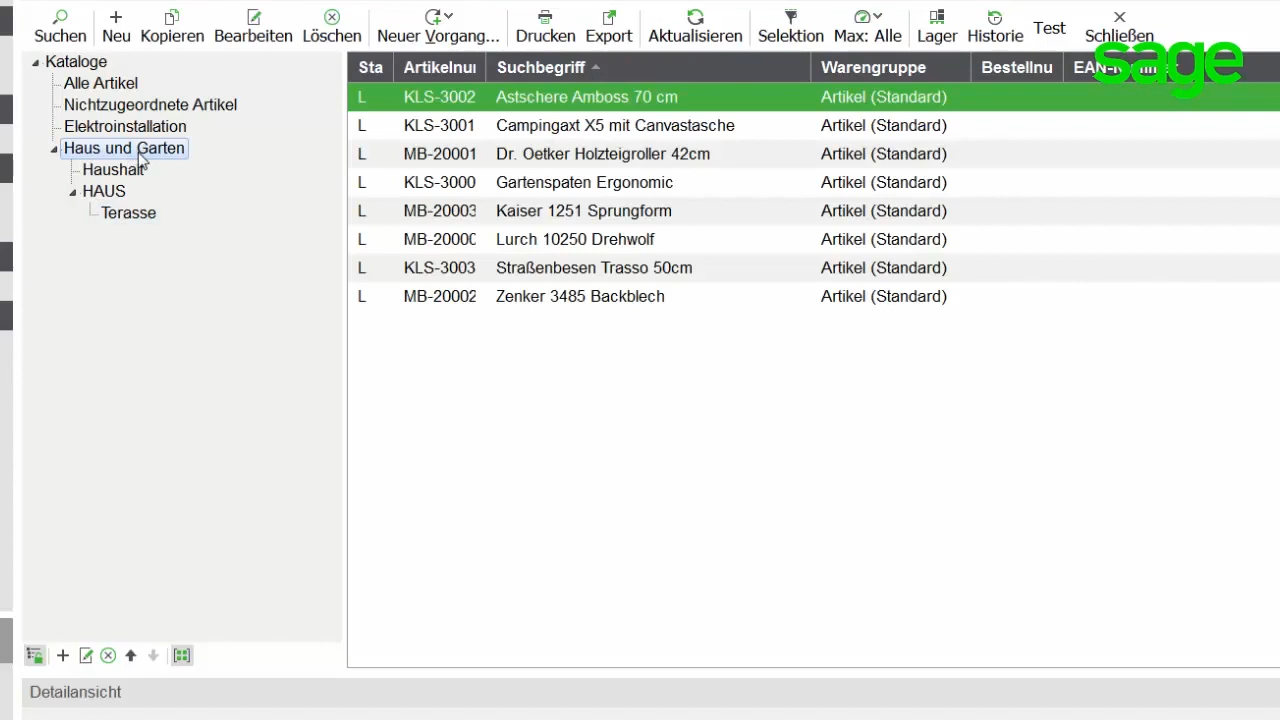 Suchen Neu Kopieren Bearbeiten Löschen Neuer Vorgang... Drucken Export Aktualisieren Selektion Max: Alle Lager Historie Test Schließen
sage
Kataloge
Alle Artikel
Nichtzugeordnete Artikel
Elektroinstallation
Haus und Garten
Haushalt
HAUS
Terasse
Sta Artikelnu Suchbegriff Warengruppe Bestellnu
L KLS-3002 Astschere Amboss 70 cm Artikel (Standard)
L KLS-3001 Campingaxt X5 mit Canvastasche Artikel (Standard)
L MB-20001 Dr. Oetker Holzteigroller 42cm Artikel (Standard)
L KLS-3000 Gartenspaten Ergonomic Artikel (Standard)
L MB-20003 Kaiser 1251 Sprungform Artikel (Standard)
L MB-20000 Lurch 10250 Drehwolf Artikel (Standard)
L KLS-3003 Straßenbesen Trasso 50cm Artikel (Standard)
L MB-20002 Zenker 3485 Backblech Artikel (Standard)
Detailansicht